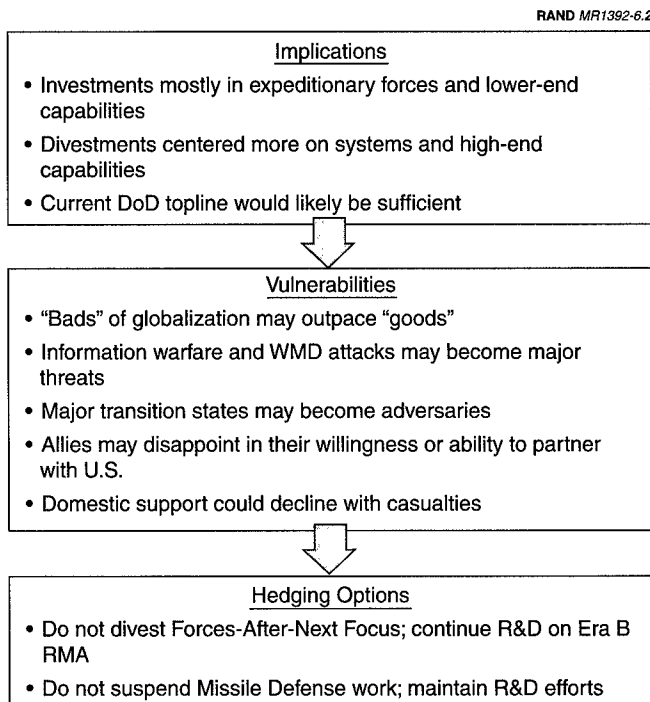 RAND MR1392-6.2
Implications
• Investments mostly in expeditionary forces and lower-end
capabilities
• Divestments centered more on systems and high-end
capabilities
• Current DoD topline would likely be sufficient
Vulnerabilities
• “Bads” of globalization may outpace “goods”
• Information warfare and WMD attacks may become major
threats
• Major transition states may become adversaries
• Allies may disappoint in their willingness or ability to partner
with U.S.
• Domestic support could decline with casualties
Hedging Options
• Do not divest Forces-After-Next Focus; continue R&D on Era B
RMA
• Do not suspend Missile Defense work; maintain R&D efforts